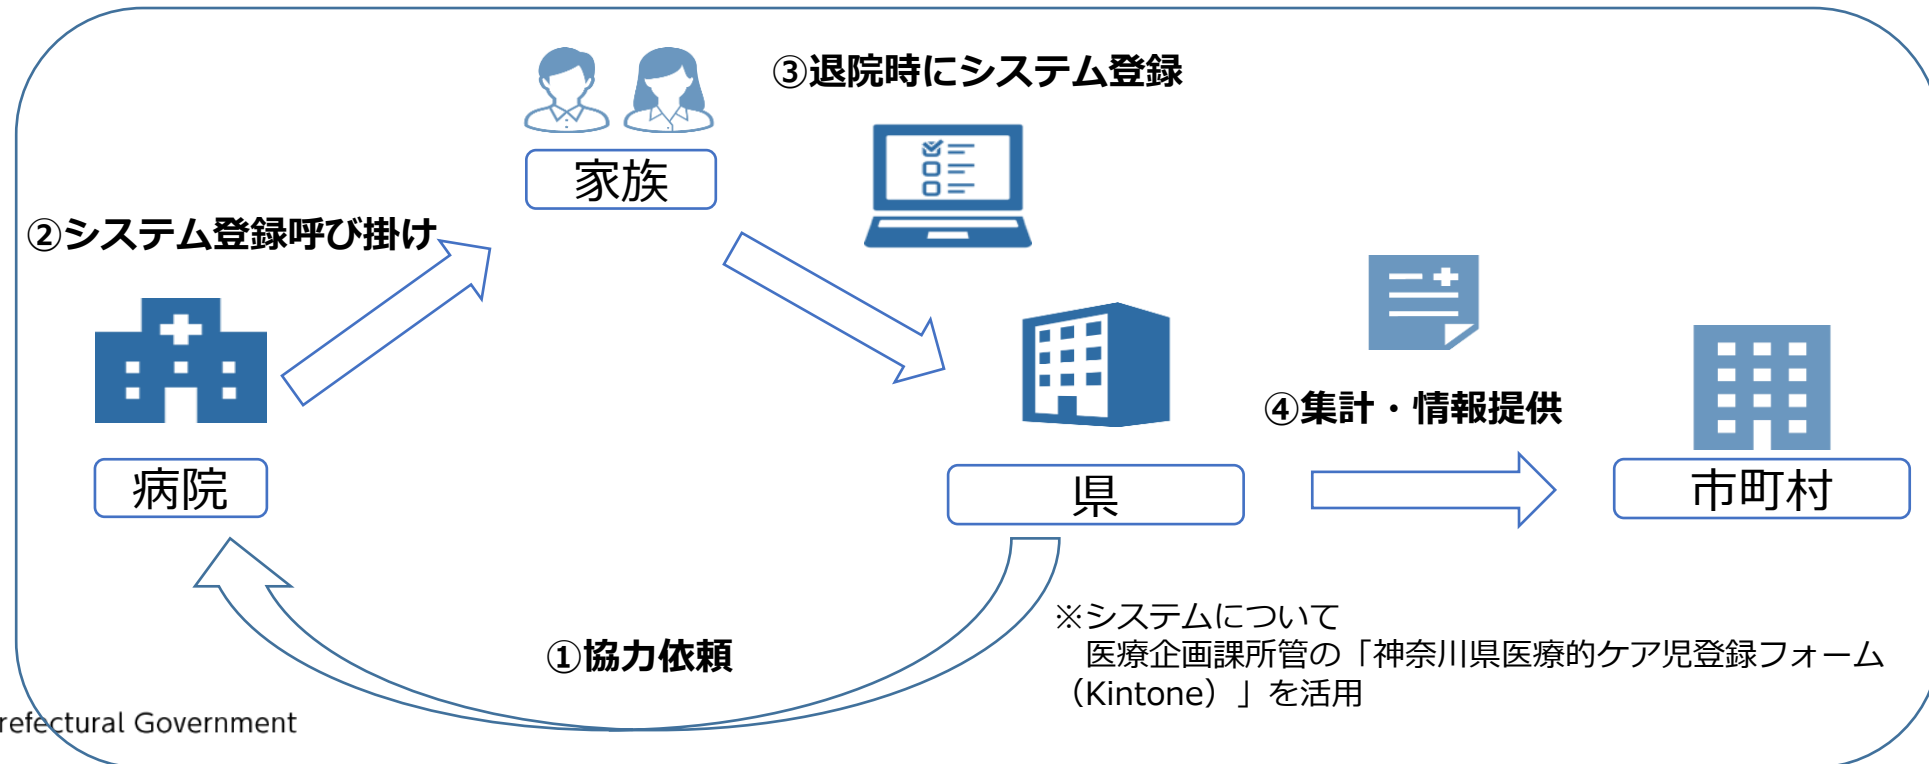 ③退院時にシステム登録
家族
②システム登録呼び掛け
④集計・情報提供
病院
県
市町村
①協力依頼
※システムについて
医療企画課所管の「神奈川県医療的ケア児登録フォーム
（Kintone）」を活用
refectural Government